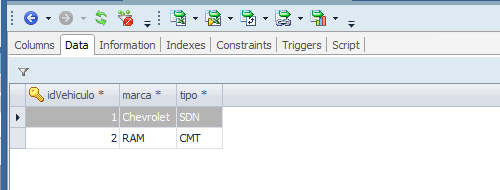 Columns Data Information Indexes Constraints Triggers Script
idVehiculo * marca * tipo *
1 Chevrolet SDN
2 RAM CMT